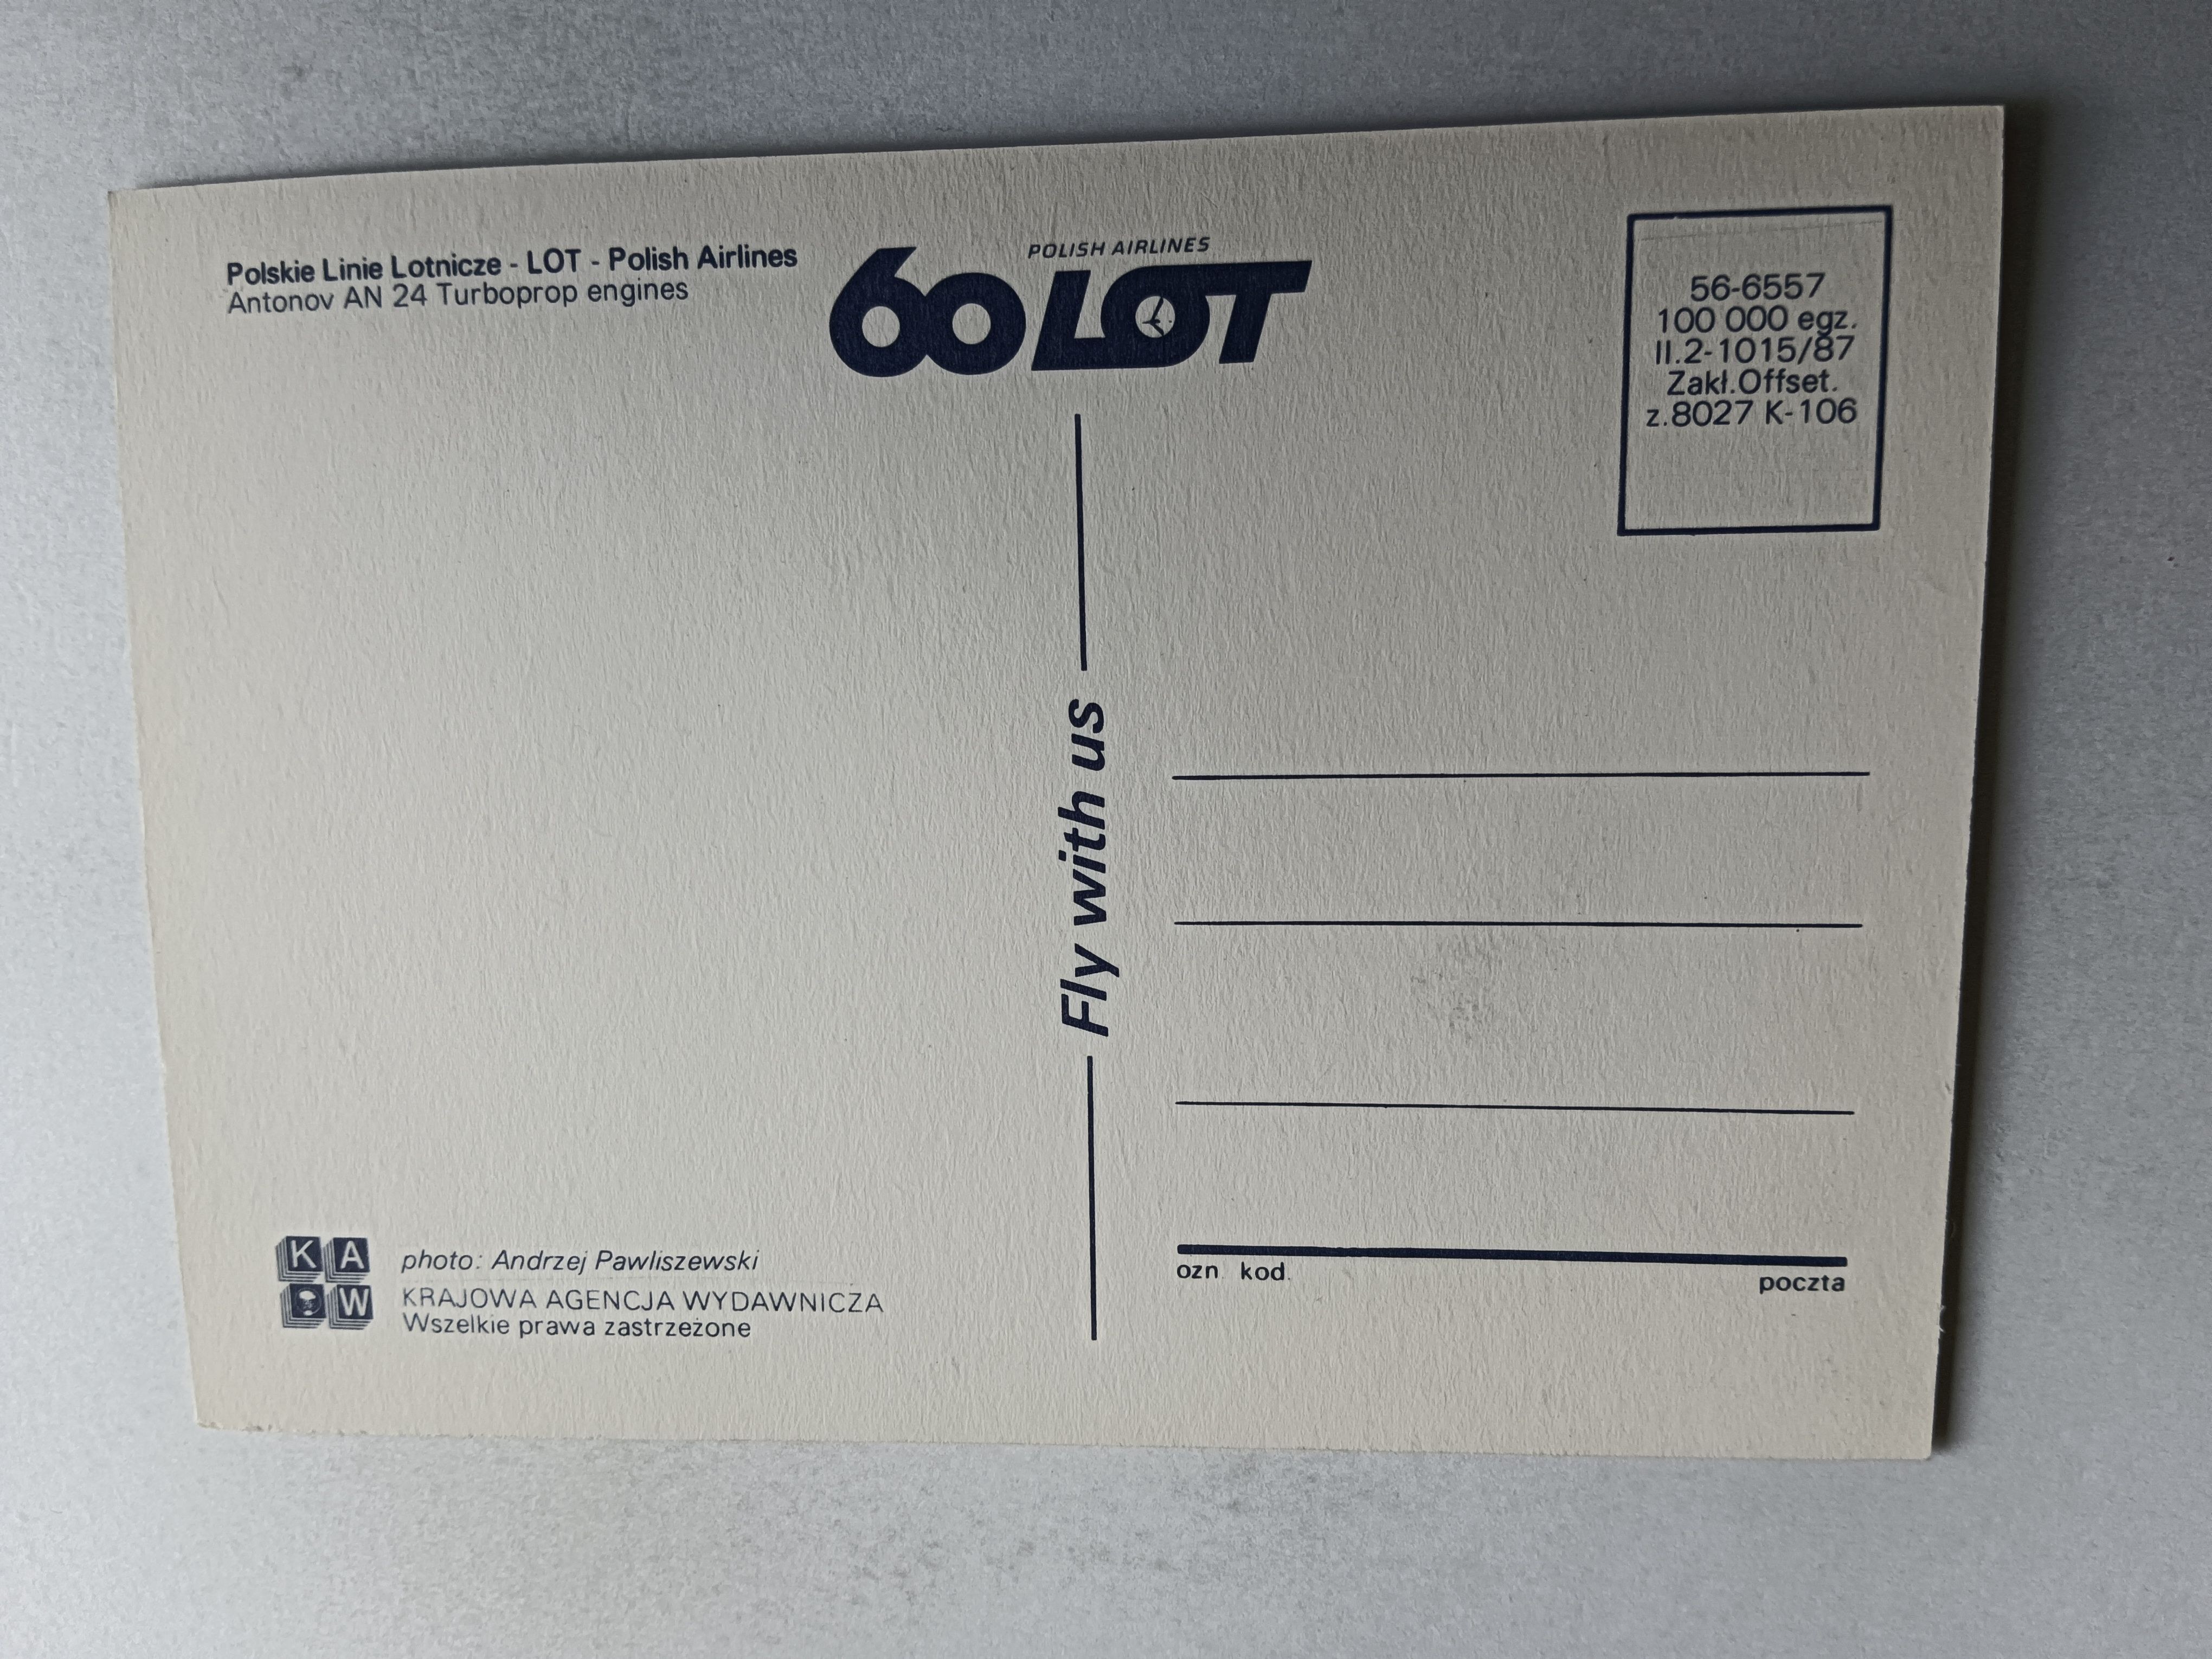 Polskie Linie Lotnicze - LOT - Polish Airlines
Antonov AN 24 Turboprop engines
POLISH AIRLINES
60 LOT
56-6557
100 000 egz.
II.2-1015/87
Zakł.Offset.
z.8027 K-106
Fly with us
ozn kod.
poczta
K A
W
photo: Andrzej Pawliszewski
KRAJOWA AGENCJA WYDAWNICZA
Wszelkie prawa zastrzeżone